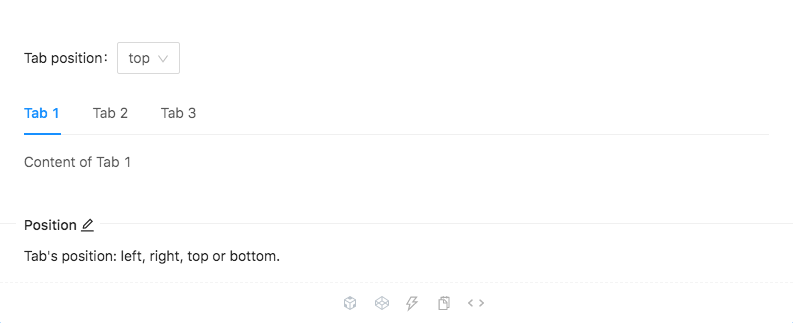 Tab position： top
Tab 1 Tab 2 Tab 3
Content of Tab 1
Position
Tab's position: left, right, top or bottom.